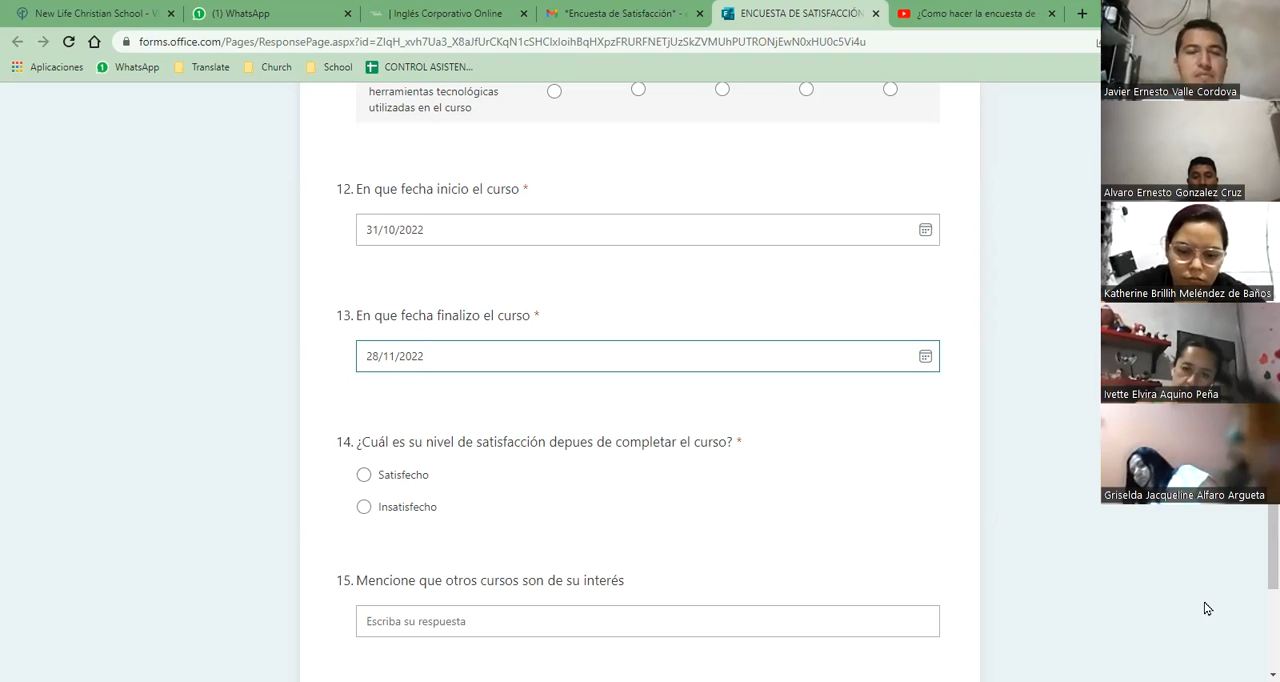 New Life Christian School - V
(1) WhatsApp
| Inglés Corporativo Online
*Encuesta de Satisfacción* -
ENCUESTA DE SATISFACCIÓN
¿Como hacer la encuesta de
forms.office.com/Pages/ResponsePage.aspx?id=ZIqH_xvh7Ua3_X8aJfUrCKqN1cSHCIxIoihBqHXpzFRURFNETjUzSkZVMUhPUTRONjEwN0xHU0c5Vi4u
Aplicaciones
WhatsApp
Translate
Church
School
CONTROL ASISTEN...
herramientas tecnológicas
utilizadas en el curso
12. En que fecha inicio el curso *
31/10/2022
13. En que fecha finalizo el curso *
28/11/2022
14. ¿Cuál es su nivel de satisfacción depues de completar el curso? *
Satisfecho
Insatisfecho
15. Mencione que otros cursos son de su interés
Escriba su respuesta
Javier Ernesto Valle Cordova
Alvaro Ernesto Gonzalez Cruz
Katherine Brillih Meléndez de Baños
Ivette Elvira Aquino Peña
Griselda Jacqueline Alfaro Argueta